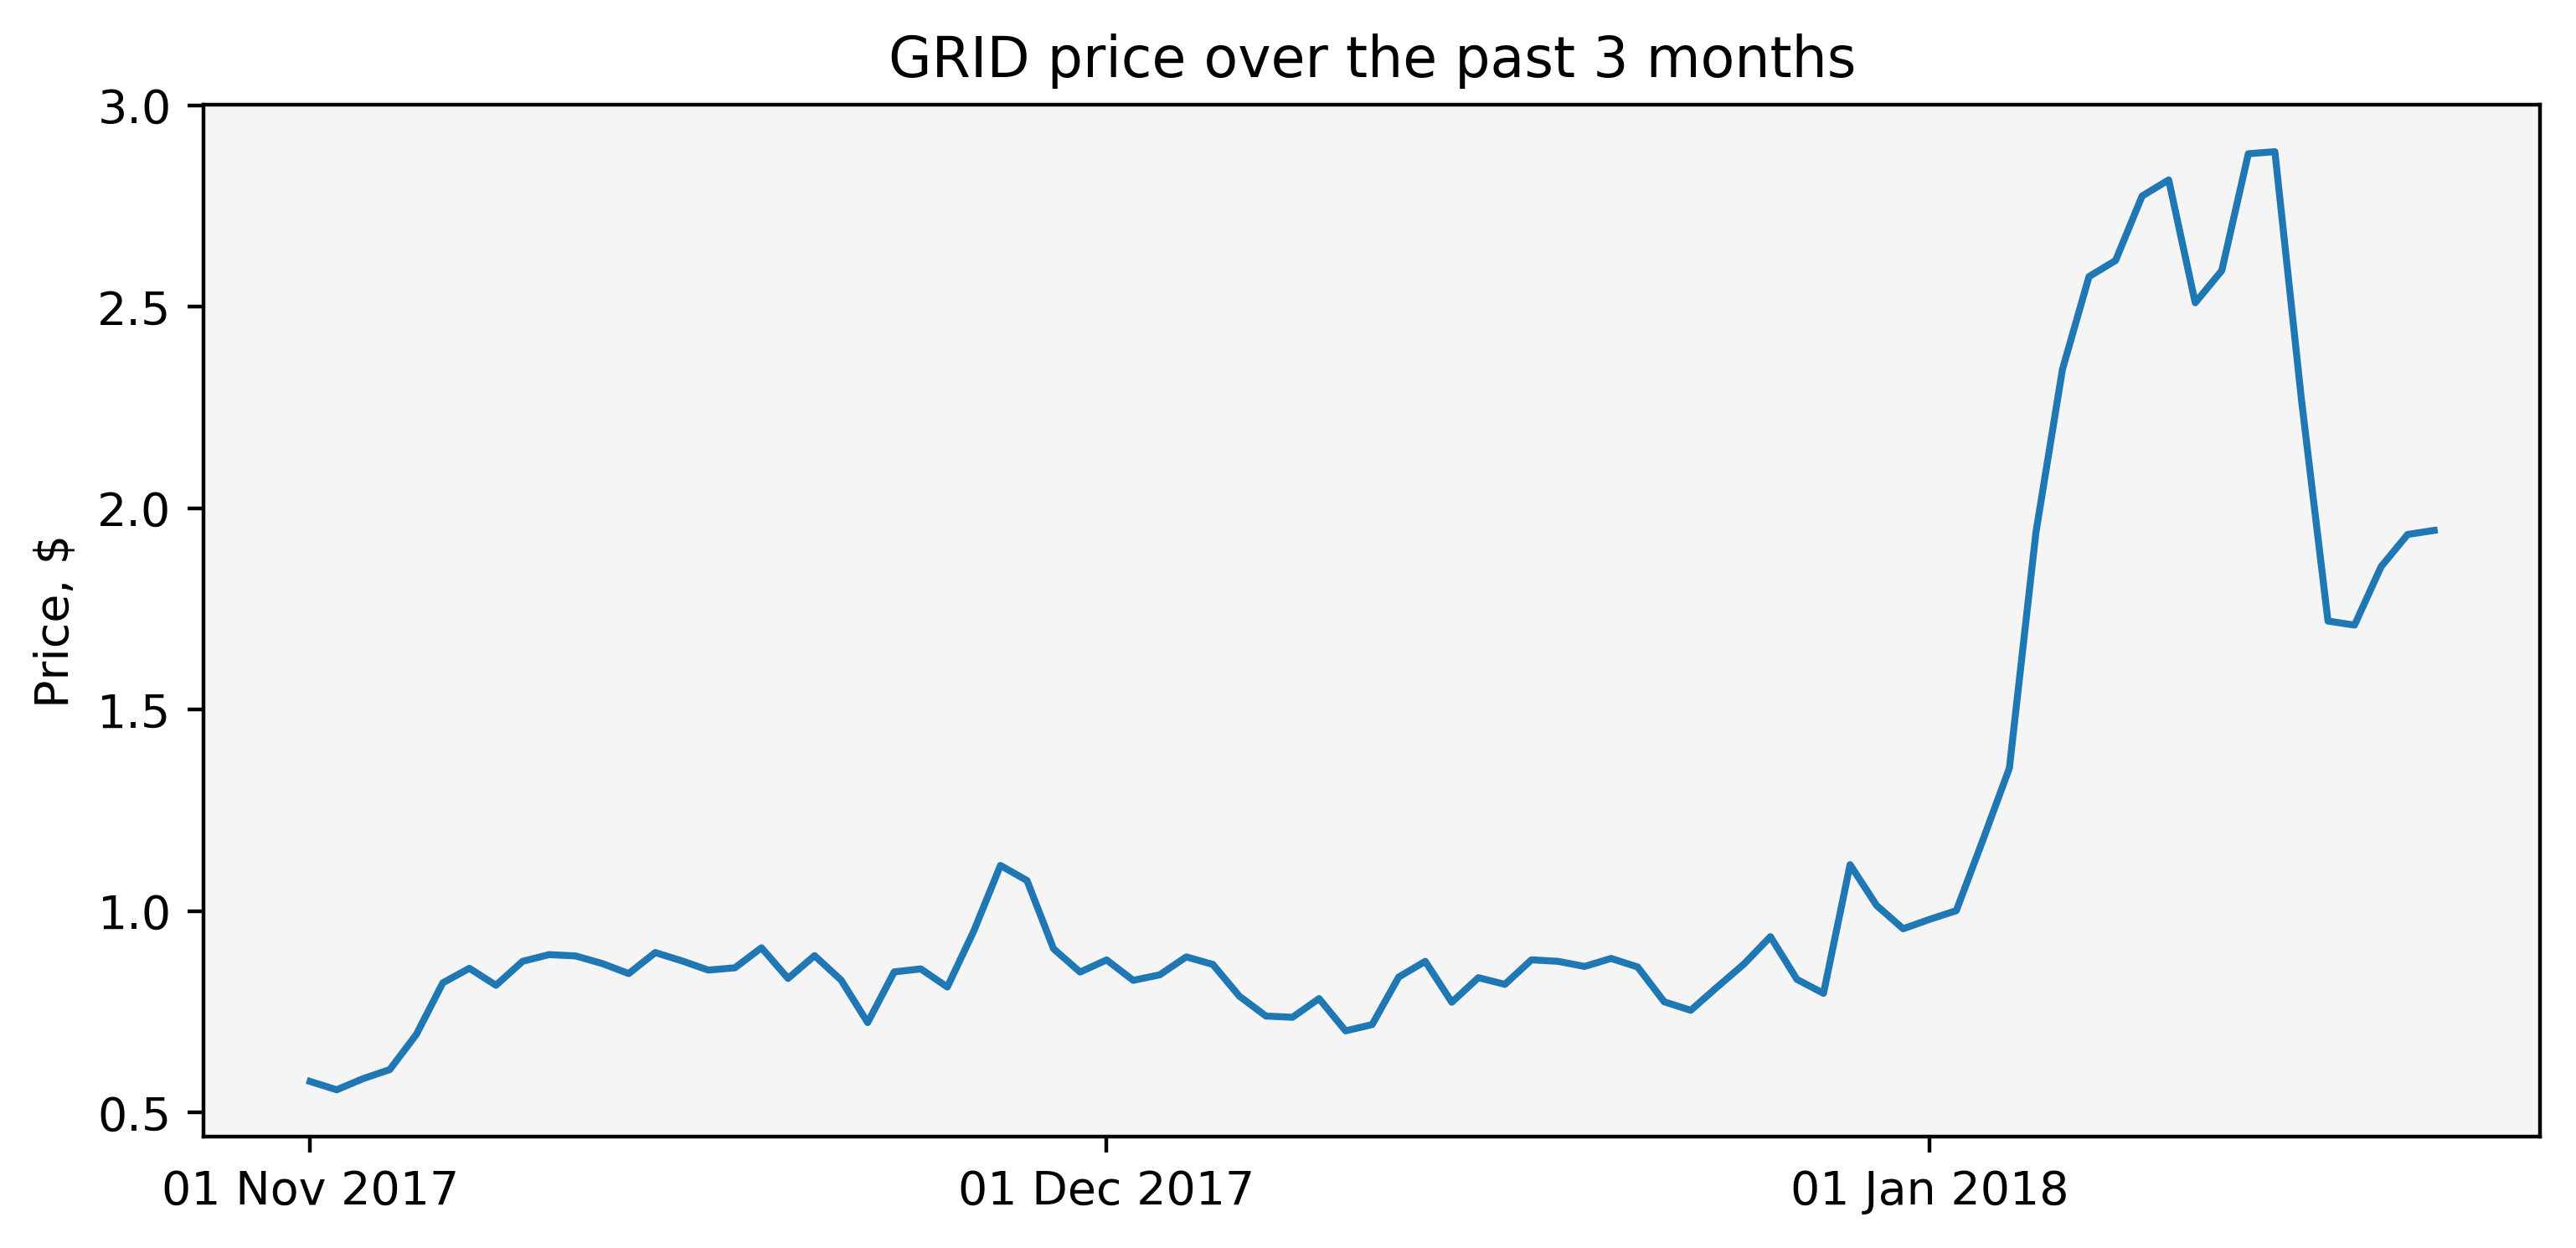 GRID price over the past 3 months
3.0
2.5
2.0
1.5
1.0
0.5
Price, $
01 Nov 2017
01 Dec 2017
01 Jan 2018